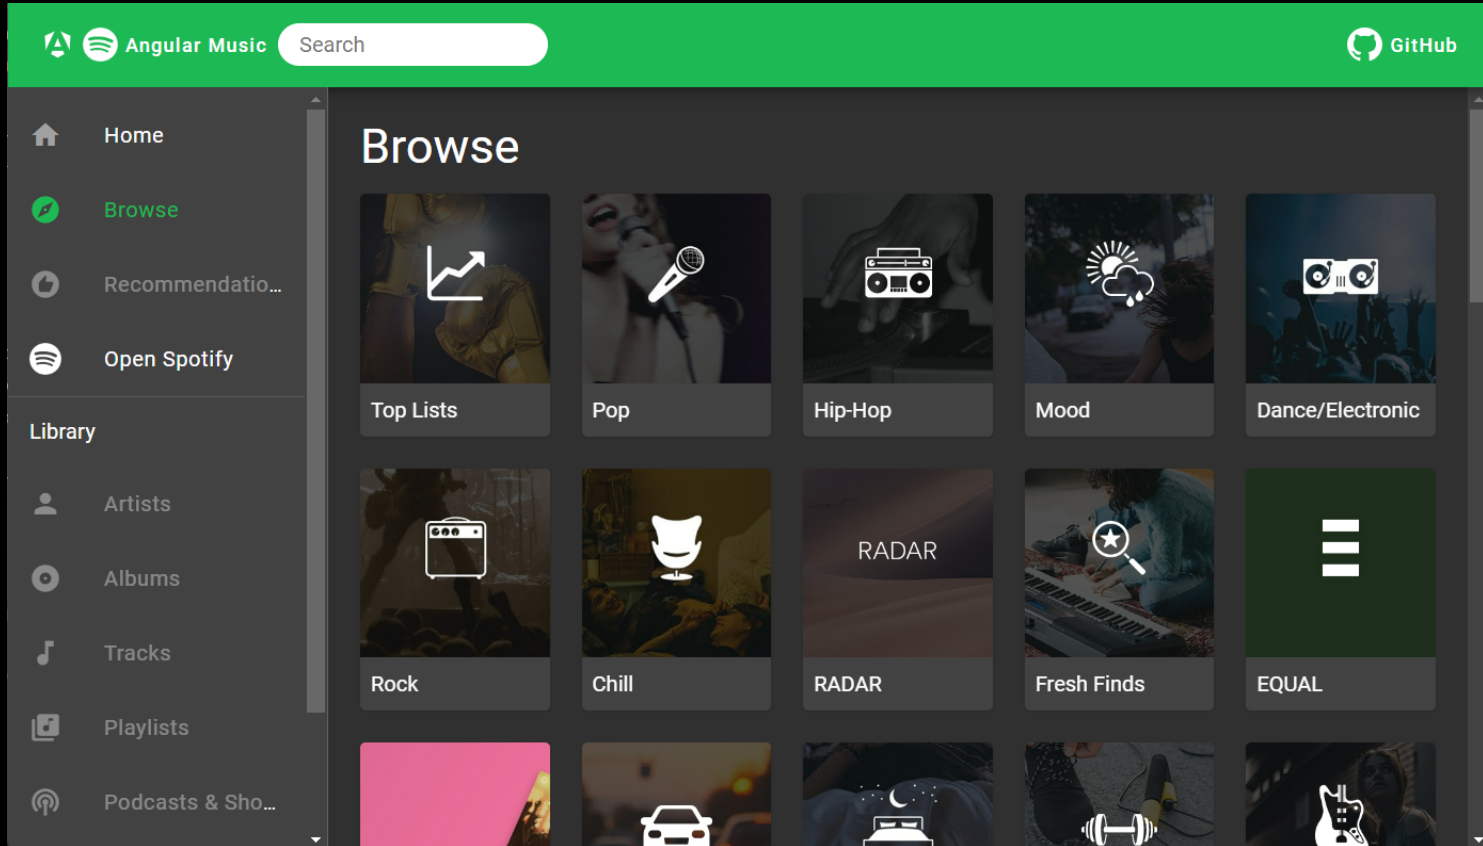 Angular Music
Search
GitHub
Home
Browse
Recommendatio...
Open Spotify
Library
Artists
Albums
Tracks
Playlists
Podcasts & Sho...
Browse
Top Lists
Pop
Hip-Hop
Mood
Dance/Electronic
RADAR
Rock
Chill
RADAR
Fresh Finds
EQUAL